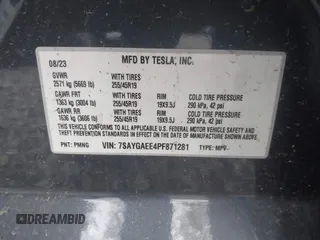 MFD BY TESLA, INC.
08/23
GVWR WITH TIRES COLD TIRE PRESSURE
2571 kg (5669 lb) 255/45R19
GAWR FRT WITH TIRES RIM COLD TIRE PRESSURE
1363 kg (3004 lb) 255/45R19 19X9.5J 290 kPa, 42 psi
GAWR RR WITH TIRES RIM COLD TIRE PRESSURE
1636 kg (3606 lb) 255/45R19 19X9.5J 290 kPa, 42 psi
THIS VEHICLE CONFORMS TO ALL APPLICABLE FEDERAL MOTOR VEHICLE SAFETY AND THEFT PREVENTION STANDARDS IN EFFECT ON THE DATE OF MANUFACTURE SHOWN ABOVE.
PNT: PMNG VIN: 7SAYGAEE4PF871281 TYPE: MPV
DREAMBID